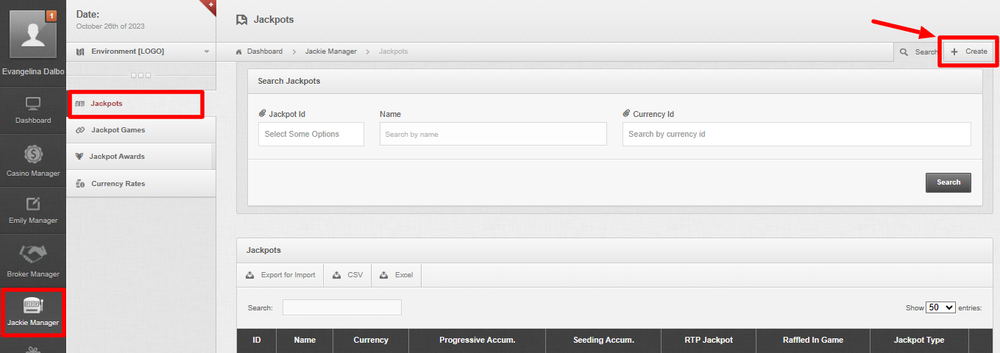 1
Evangelina Dalbo
Dashboard
Casino Manager
Emily Manager
Broker Manager
Jackie Manager
Date:
October 26th of 2023
+
Environment [LOGO]
Jackpots
Jackpot Games
Jackpot Awards
Currency Rates
Jackpots
Dashboard > Jackie Manager > Jackpots
Search + Create
Search Jackpots
Jackpot Id Name Currency Id
Select Some Options Search by name Search by currency id
Search
Jackpots
Export for Import CSV Excel
Search: Show 50 entries:
ID Name Currency Progressive Accum. Seeding Accum. RTP Jackpot Raffled In Game Jackpot Type